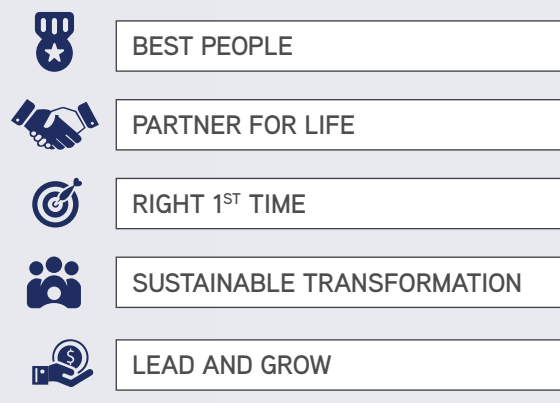 BEST PEOPLE
PARTNER FOR LIFE
RIGHT 1ST TIME
SUSTAINABLE TRANSFORMATION
$
LEAD AND GROW